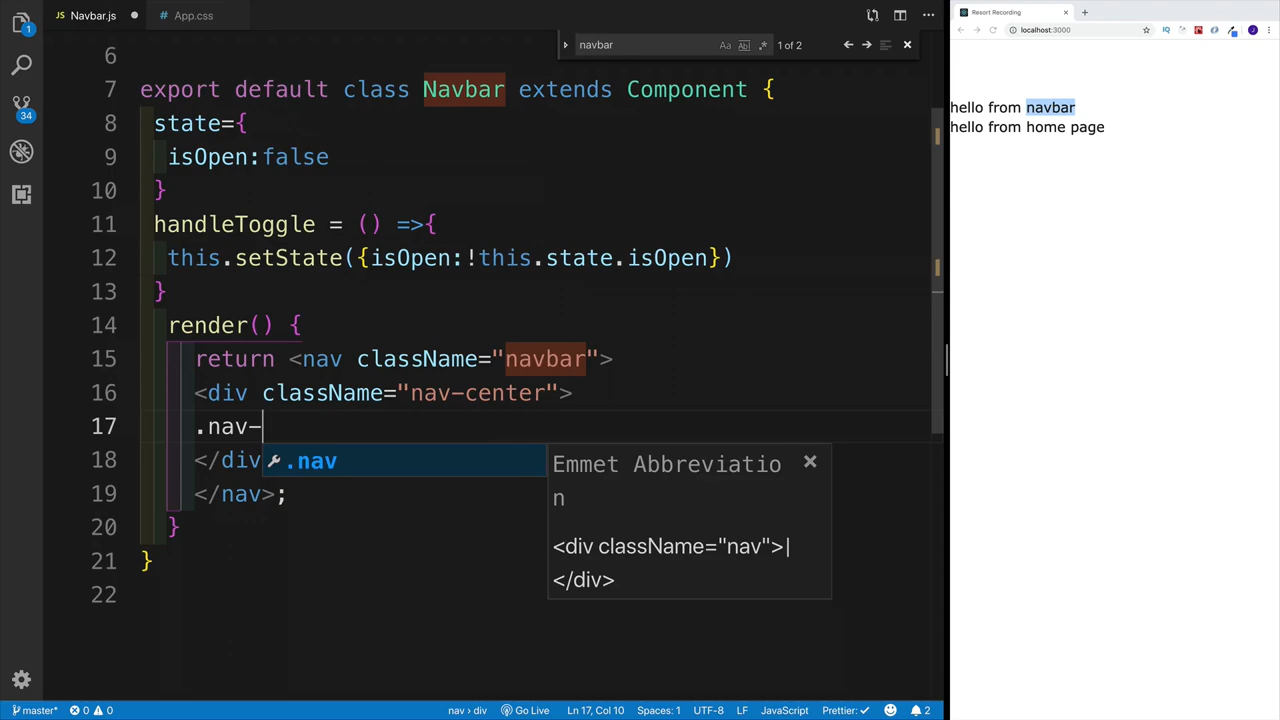 Navbar.js
App.css
navbar
Aa
Ab
.*
1 of 2
6
7 export default class Navbar extends Component {
8 state={
9 isOpen:false
10 }
11 handleToggle = () =>{
12 this.setState({isOpen:!this.state.isOpen})
13 }
14 render() {
15 return <nav className="navbar">
16 <div className="nav-center">
17 .nav-
18 </div
19 </nav>;
20 }
21 }
22
.nav
Emmet Abbreviatio
n
<div className="nav">|
</div>
1
34
master*
0 0
nav › div
Go Live
Ln 17, Col 10
Spaces: 1
UTF-8
LF
JavaScript
Prettier: ✓
2
Resort Recording
localhost:3000
IQ
J
hello from navbar
hello from home page